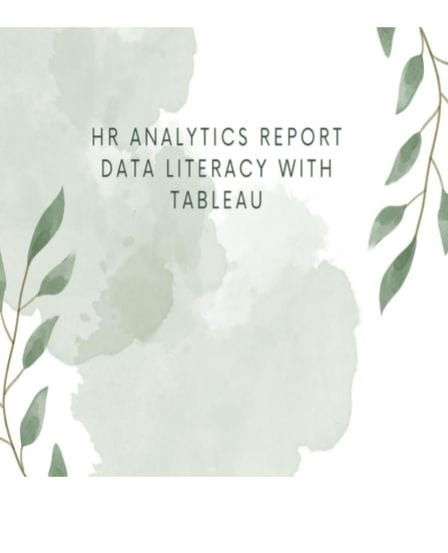 HR ANALYTICS REPORT
DATA LITERACY WITH
TABLEAU